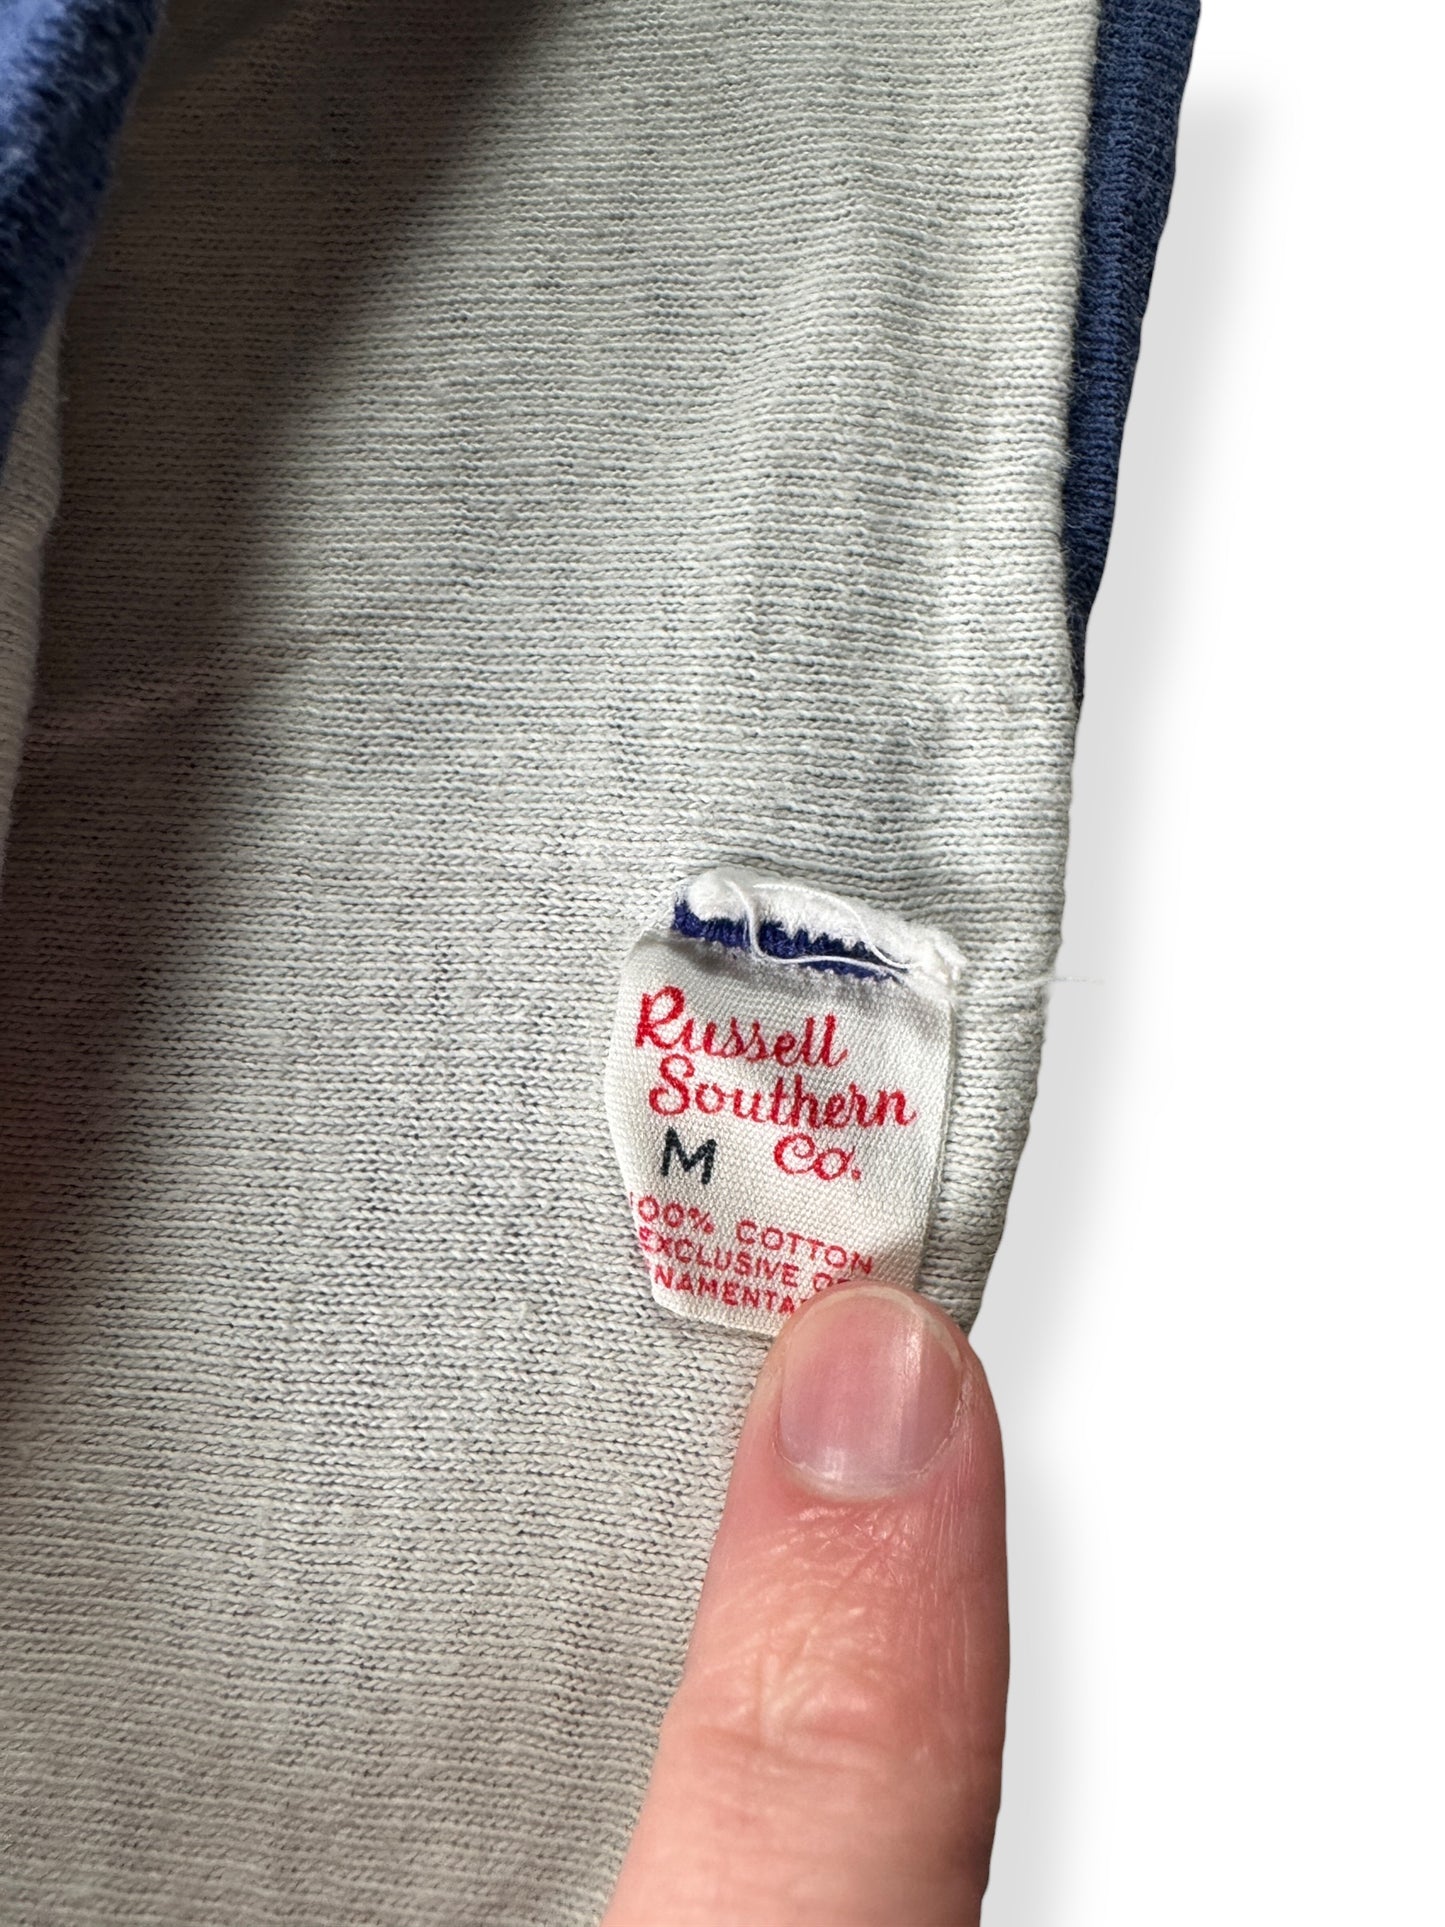 Russell
Southern
M Co.
100% COTTON
EXCLUSIVE OF